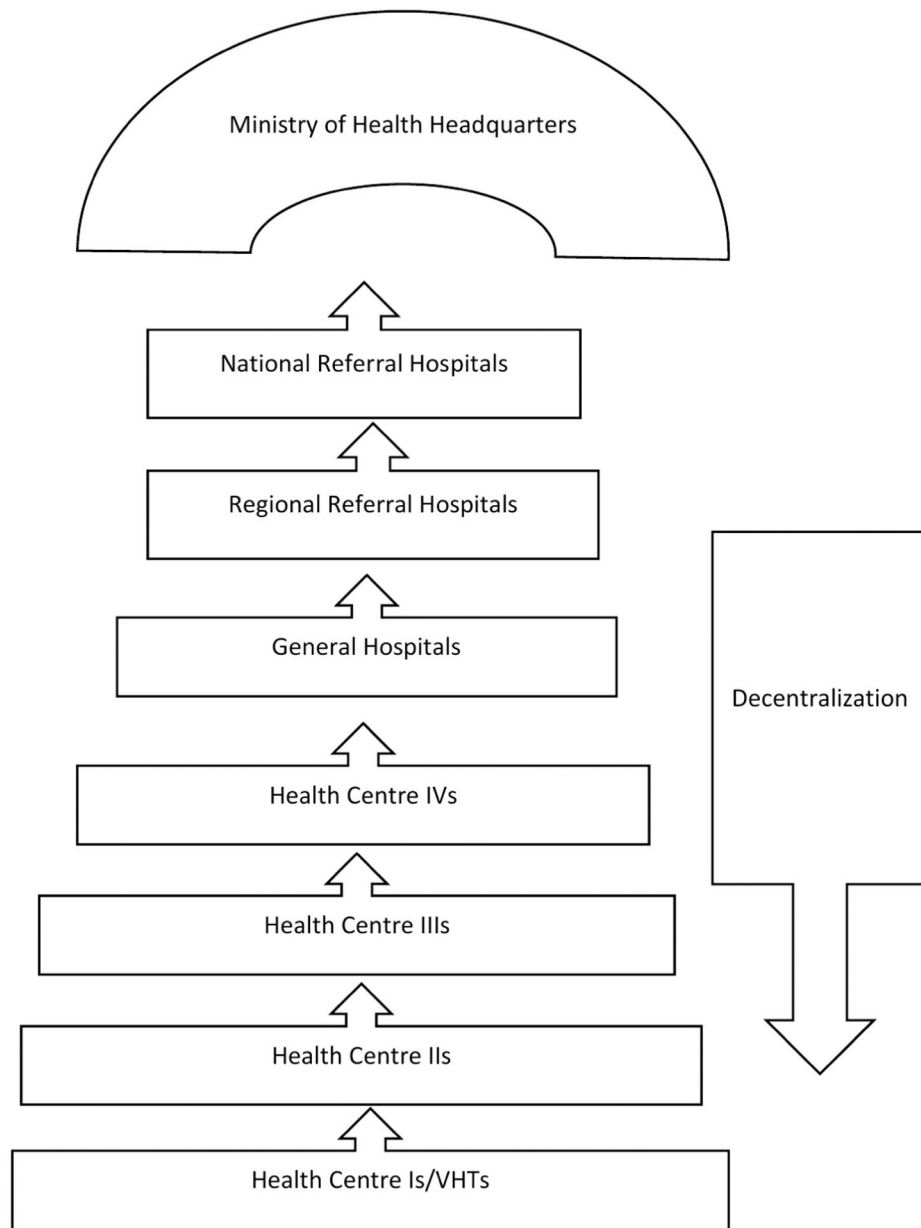 Ministry of Health Headquarters
National Referral Hospitals
Regional Referral Hospitals
General Hospitals
Decentralization
Health Centre IVs
Health Centre IIIs
Health Centre IIs
Health Centre Is/VHTs